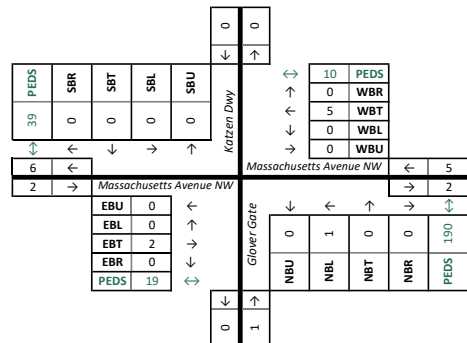 0 0
↓ ↑
PEDS SBR SBT SBL SBU
39 0 0 0 0
↕ ← ↓ → ↑
Katzen Dwy
↔ 10 PEDS
↑ 0 WBR
← 5 WBT
↓ 0 WBL
→ 0 WBU
6 ←
Massachusetts Avenue NW
← 5
2 →
Massachusetts Avenue NW
→ 2
EBU 0 ←
EBL 0 ↑
EBT 2 →
EBR 0 ↓
PEDS 19 ↔
Glover Gate
↓ ← ↑ → ↕
0 1 0 0 190
NBU NBL NBT NBR PEDS
↓ ↑
0 1